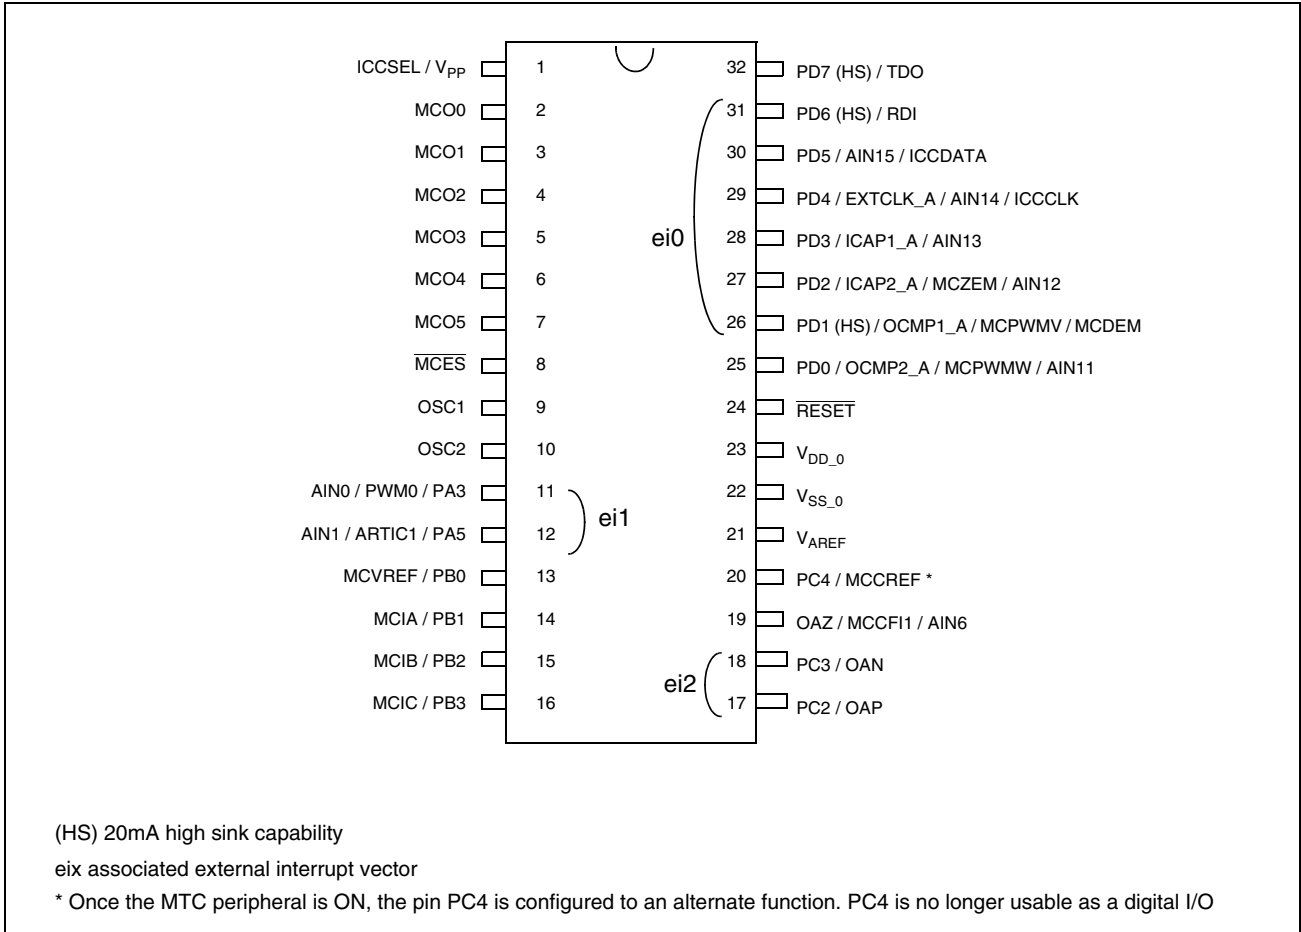 ICCSEL / VPP 1 32 PD7 (HS) / TDO
MCO0 2 31 PD6 (HS) / RDI
MCO1 3 30 PD5 / AIN15 / ICCDATA
MCO2 4 29 PD4 / EXTCLK_A / AIN14 / ICCCLK
MCO3 5 ei0 28 PD3 / ICAP1_A / AIN13
MCO4 6 27 PD2 / ICAP2_A / MCZEM / AIN12
MCO5 7 26 PD1 (HS) / OCMP1_A / MCPWMV / MCDEM
MCES 8 25 PD0 / OCMP2_A / MCPWMW / AIN11
OSC1 9 24 RESET
OSC2 10 23 VDD_0
AIN0 / PWM0 / PA3 11 ei1 22 VSS_0
AIN1 / ARTIC1 / PA5 12 21 VAREF
MCVREF / PB0 13 20 PC4 / MCCREF *
MCIA / PB1 14 19 OAZ / MCCFI1 / AIN6
MCIB / PB2 15 ei2 18 PC3 / OAN
MCIC / PB3 16 17 PC2 / OAP
(HS) 20mA high sink capability
eix associated external interrupt vector
* Once the MTC peripheral is ON, the pin PC4 is configured to an alternate function. PC4 is no longer usable as a digital I/O